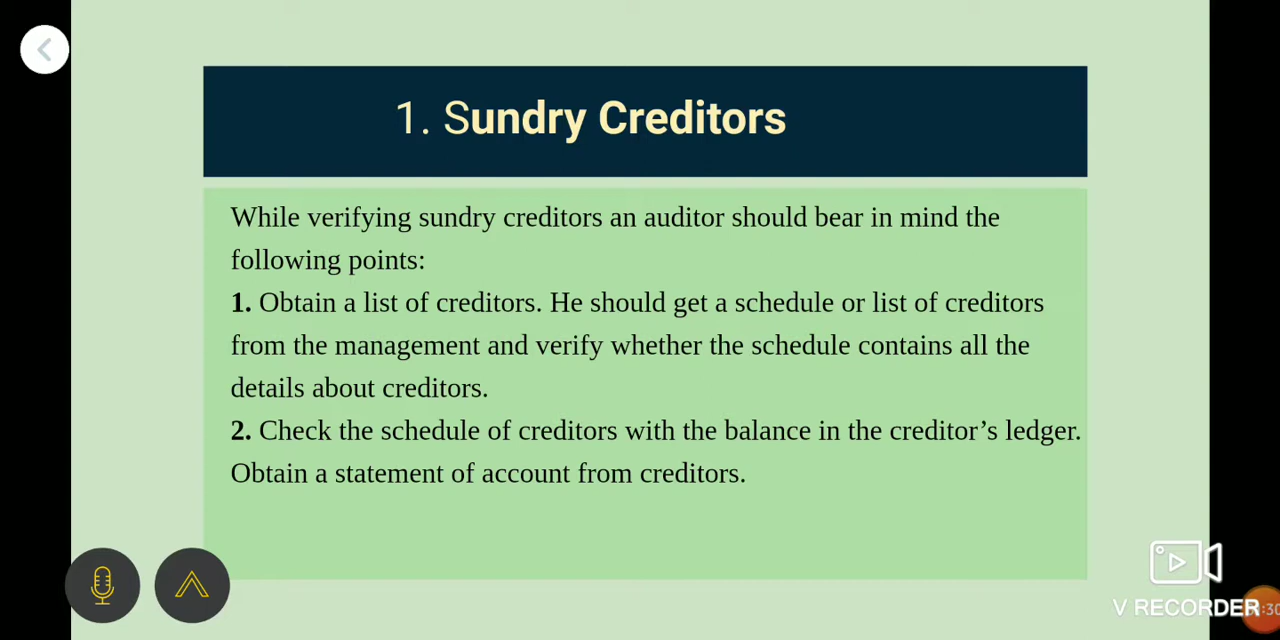 1. Sundry Creditors
While verifying sundry creditors an auditor should bear in mind the
following points:
1. Obtain a list of creditors. He should get a schedule or list of creditors
from the management and verify whether the schedule contains all the
details about creditors.
2. Check the schedule of creditors with the balance in the creditor’s ledger.
Obtain a statement of account from creditors.
V RECORDER